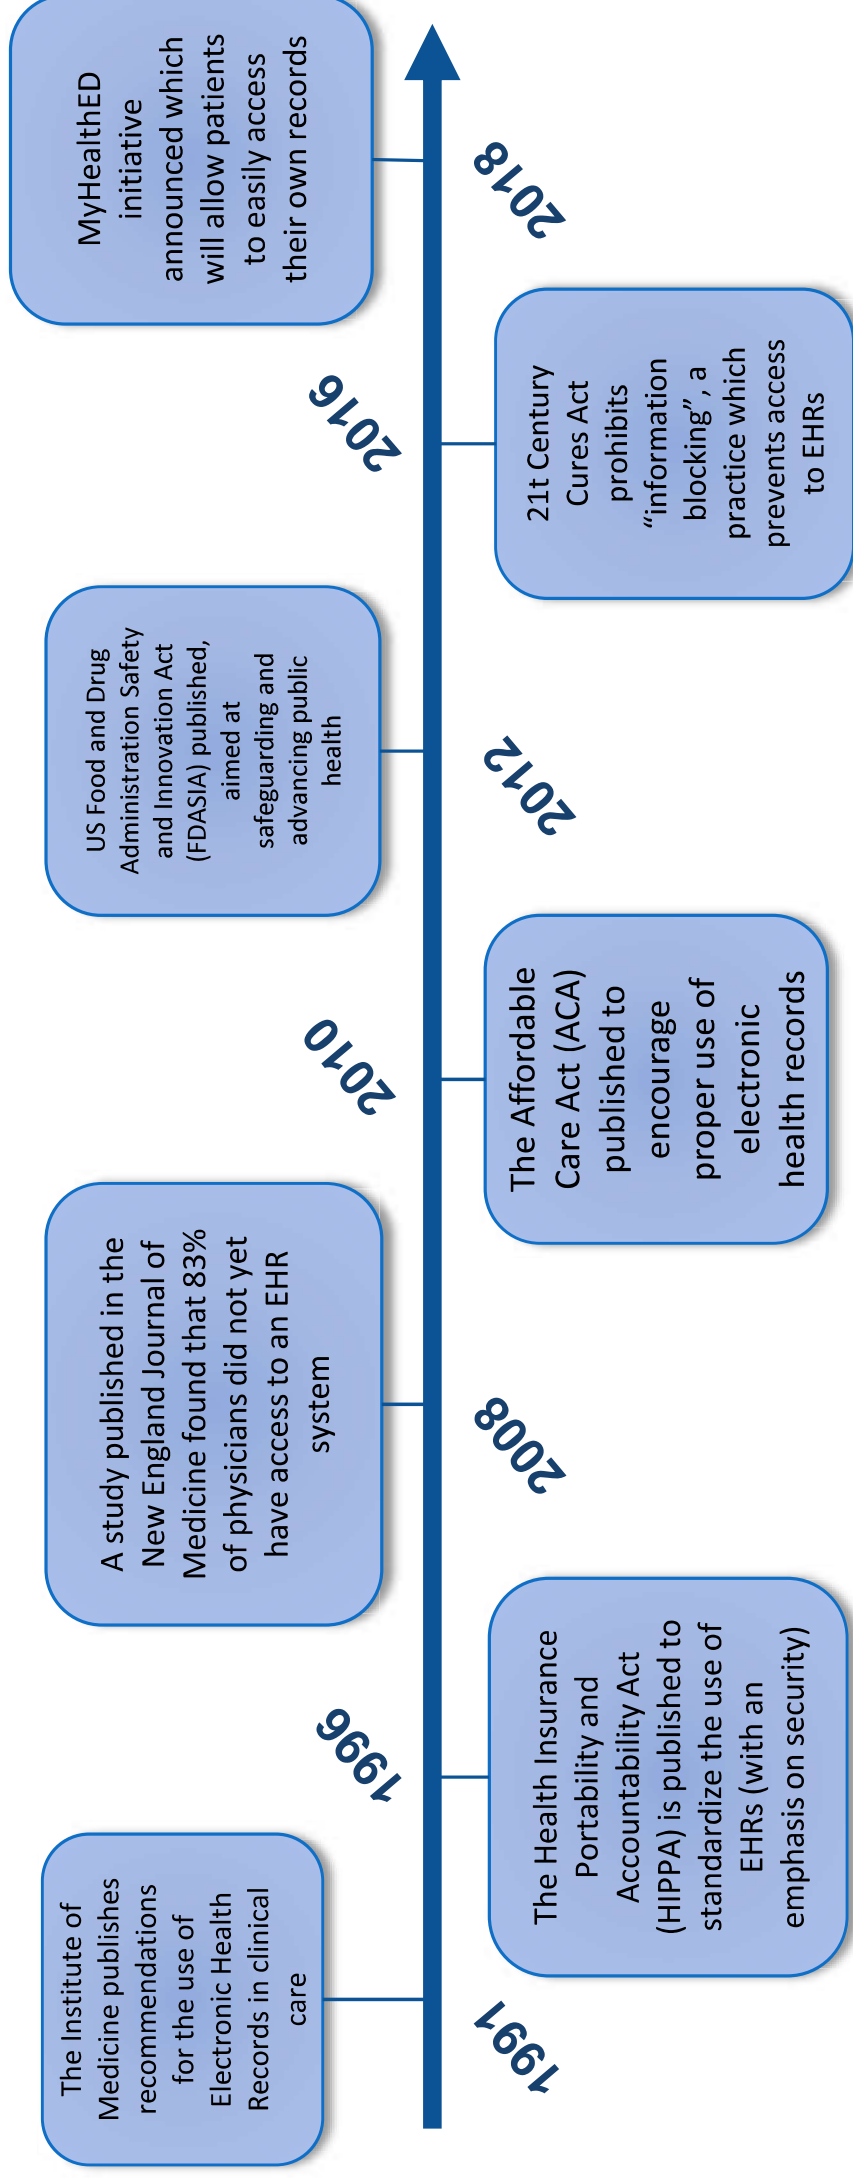 The Institute of
Medicine publishes
recommendations
for the use of
Electronic Health
Records in clinical
care
1991
1996
The Health Insurance
Portability and
Accountability Act
(HIPPA) is published to
standardize the use of
EHRs (with an
emphasis on security)
A study published in the
New England Journal of
Medicine found that 83%
of physicians did not yet
have access to an EHR
system
2008
2010
The Affordable
Care Act (ACA)
published to
encourage
proper use of
electronic
health records
US Food and Drug
Administration Safety
and Innovation Act
(FDASIA) published,
aimed at
safeguarding and
advancing public
health
2012
2016
21t Century
Cures Act
prohibits
“information
blocking”, a
practice which
prevents access
to EHRs
MyHealthED
initiative
announced which
will allow patients
to easily access
their own records
2018